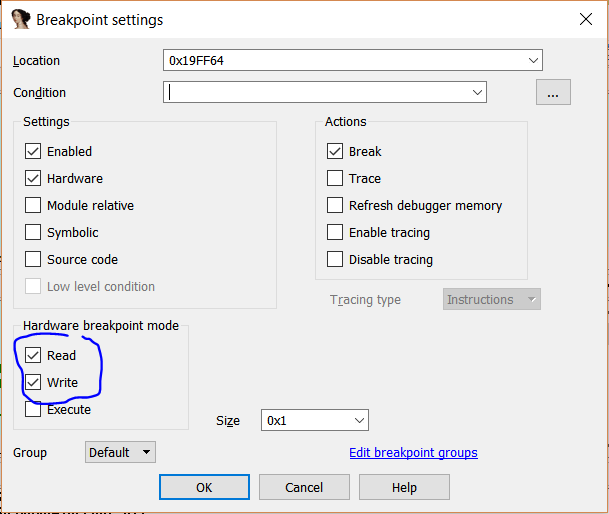 Breakpoint settings
Location 0x19FF64
Condition ...
Settings Actions
Enabled Break
Hardware Trace
Module relative Refresh debugger memory
Symbolic Enable tracing
Source code Disable tracing
Low level condition
Tracing type Instructions
Hardware breakpoint mode
Read
Write
Execute
Size 0x1
Group Default Edit breakpoint groups
OK Cancel Help